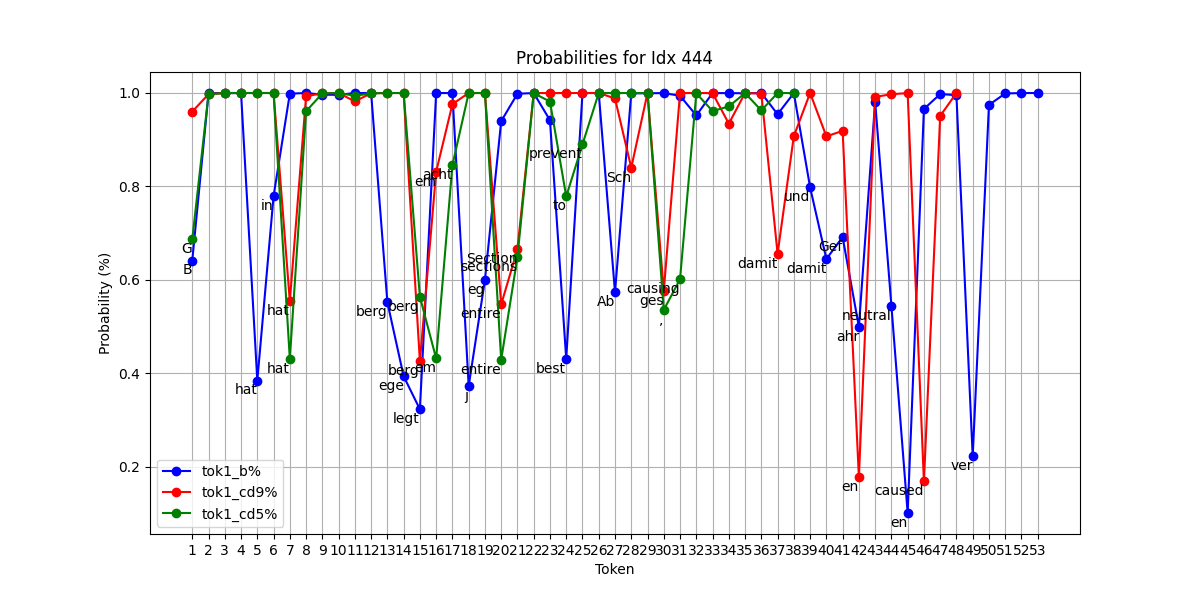 Probabilities for Idx 444
Probability (%)
1.0
0.8
0.6
0.4
0.2
G
B
in
hat
hat
hat
berg
ege
berg
berg
legt
em
em
acht
J
eg
Section
sections
entire
entire
prevent
to
best
Ab
Sch
causing
ges
,
damit
und
damit
Gef
ahr
en
neutral
en
caused
ver
tok1_b%
tok1_cd9%
tok1_cd5%
1 2 3 4 5 6 7 8 9 10 11 12 13 14 15 16 17 18 19 20 21 22 23 24 25 26 27 28 29 30 31 32 33 34 35 36 37 38 39 40 41 42 43 44 45 46 47 48 49 50 51 52 53
Token